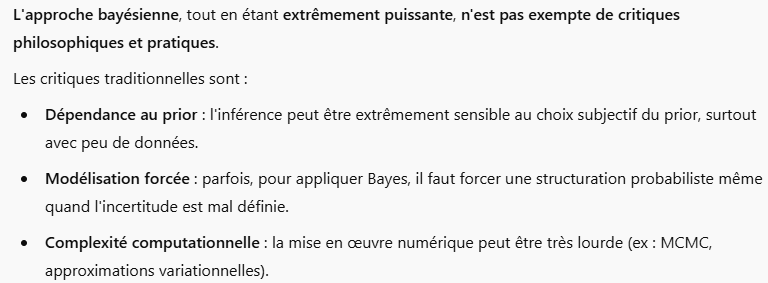 L'approche bayésienne, tout en étant extrêmement puissante, n'est pas exempte de critiques
philosophiques et pratiques.
Les critiques traditionnelles sont :
• Dépendance au prior : l'inférence peut être extrêmement sensible au choix subjectif du prior, surtout
avec peu de données.
• Modélisation forcée : parfois, pour appliquer Bayes, il faut forcer une structuration probabiliste même
quand l'incertitude est mal définie.
• Complexité computationnelle : la mise en œuvre numérique peut être très lourde (ex : MCMC,
approximations variationnelles).